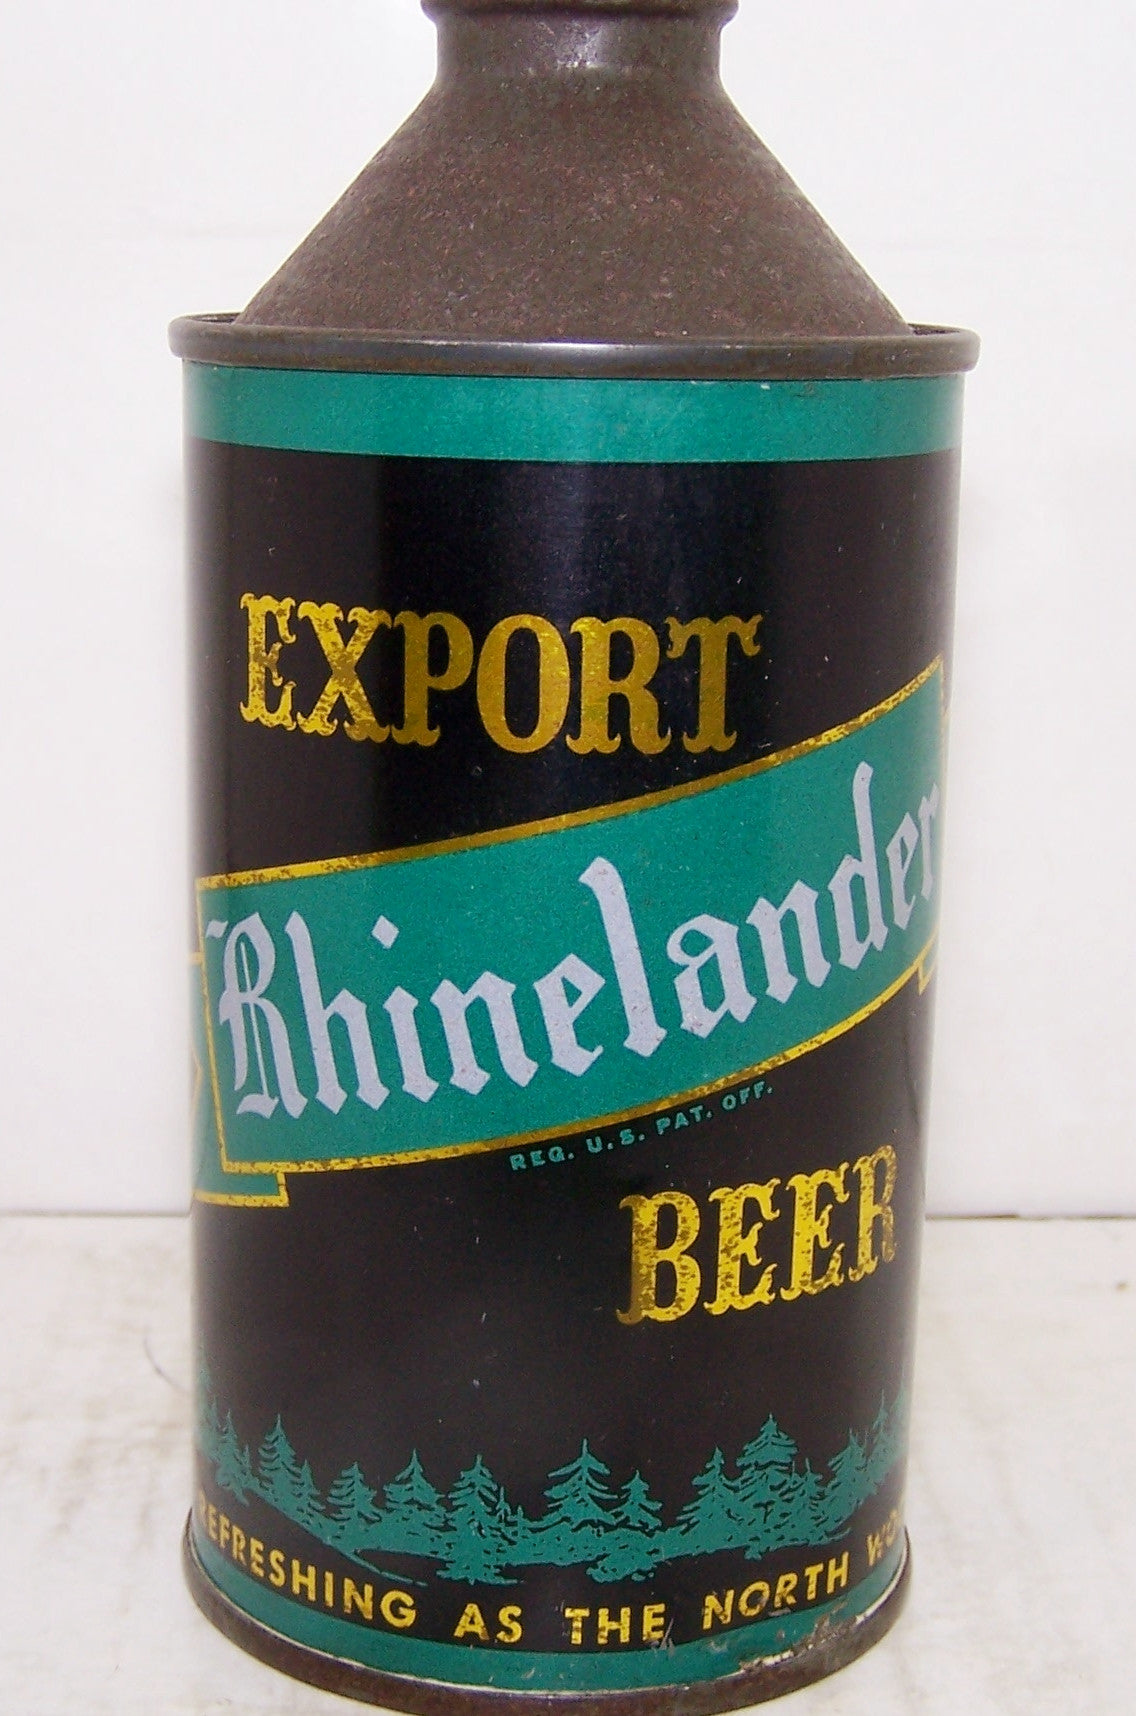 EXPORT
Rhinelander
REG. U.S. PAT. OFF.
BEER
REFRESHING AS THE NORTH